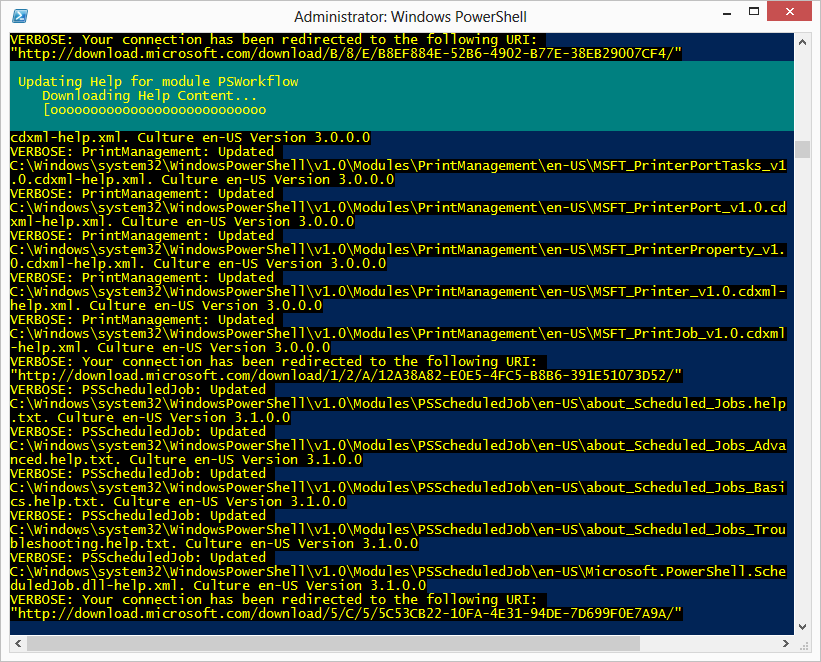 Administrator: Windows PowerShell
VERBOSE: Your connection has been redirected to the following URI:
"http://download.microsoft.com/download/B/8/E/B8EF884E-52B6-4902-B77E-38EB29007CF4/"
Updating Help for module PSWorkflow
Downloading Help Content...
[ooooooooooooooooooooooooooo
cdxml-help.xml. Culture en-US Version 3.0.0.0
VERBOSE: PrintManagement: Updated
C:\Windows\system32\WindowsPowerShell\v1.0\Modules\PrintManagement\en-US\MSFT_PrinterPortTasks_v1
.0.cdxml-help.xml. Culture en-US Version 3.0.0.0
VERBOSE: PrintManagement: Updated
C:\Windows\system32\WindowsPowerShell\v1.0\Modules\PrintManagement\en-US\MSFT_PrinterPort_v1.0.cd
xml-help.xml. Culture en-US Version 3.0.0.0
VERBOSE: PrintManagement: Updated
C:\Windows\system32\WindowsPowerShell\v1.0\Modules\PrintManagement\en-US\MSFT_PrinterProperty_v1.
0.cdxml-help.xml. Culture en-US Version 3.0.0.0
VERBOSE: PrintManagement: Updated
C:\Windows\system32\WindowsPowerShell\v1.0\Modules\PrintManagement\en-US\MSFT_Printer_v1.0.cdxml-
help.xml. Culture en-US Version 3.0.0.0
VERBOSE: PrintManagement: Updated
C:\Windows\system32\WindowsPowerShell\v1.0\Modules\PrintManagement\en-US\MSFT_PrintJob_v1.0.cdxml
-help.xml. Culture en-US Version 3.0.0.0
VERBOSE: Your connection has been redirected to the following URI:
"http://download.microsoft.com/download/1/2/A/12A38A82-E0E5-4FC5-B8B6-391E51073D52/"
VERBOSE: PSScheduledJob: Updated
C:\Windows\system32\WindowsPowerShell\v1.0\Modules\PSScheduledJob\en-US\about_Scheduled_Jobs.help
.txt. Culture en-US Version 3.1.0.0
VERBOSE: PSScheduledJob: Updated
C:\Windows\system32\WindowsPowerShell\v1.0\Modules\PSScheduledJob\en-US\about_Scheduled_Jobs_Adva
nced.help.txt. Culture en-US Version 3.1.0.0
VERBOSE: PSScheduledJob: Updated
C:\Windows\system32\WindowsPowerShell\v1.0\Modules\PSScheduledJob\en-US\about_Scheduled_Jobs_Basi
cs.help.txt. Culture en-US Version 3.1.0.0
VERBOSE: PSScheduledJob: Updated
C:\Windows\system32\WindowsPowerShell\v1.0\Modules\PSScheduledJob\en-US\about_Scheduled_Jobs_Trou
bleshooting.help.txt. Culture en-US Version 3.1.0.0
VERBOSE: PSScheduledJob: Updated
C:\Windows\system32\WindowsPowerShell\v1.0\Modules\PSScheduledJob\en-US\Microsoft.PowerShell.Sche
duledJob.dll-help.xml. Culture en-US Version 3.1.0.0
VERBOSE: Your connection has been redirected to the following URI:
"http://download.microsoft.com/download/5/C/5/5C53CB22-10FA-4E31-94DE-7D699F0E7A9A/"